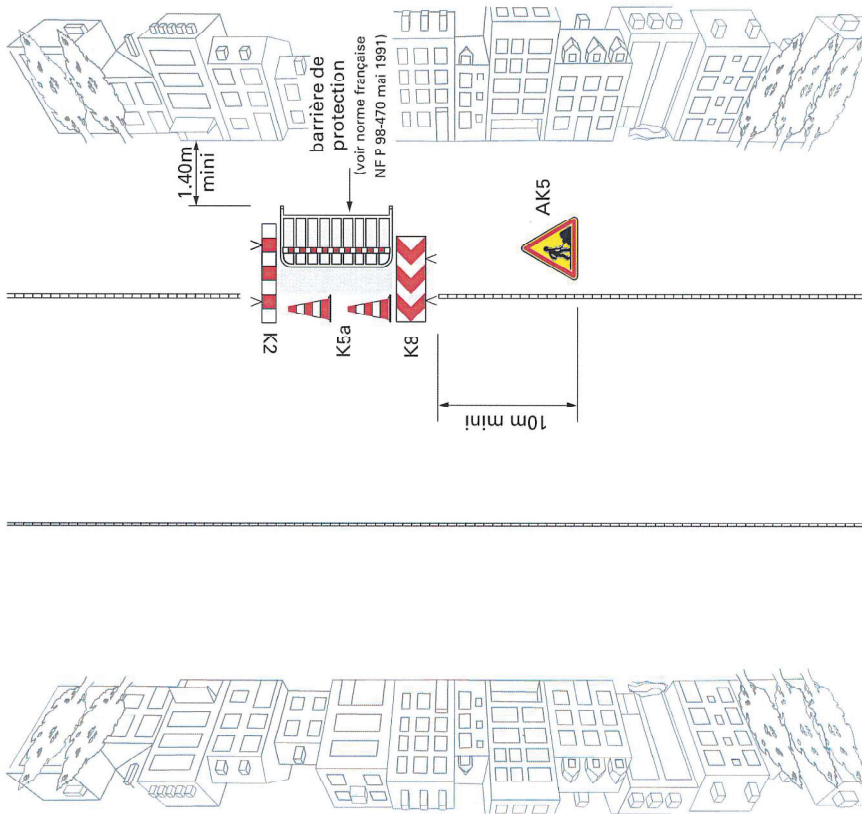 1.40m
mini
barrière de
protection
(voir norme française
NF P 98-470 mai 1991)
K2
K5a
K8
AK5
10m mini